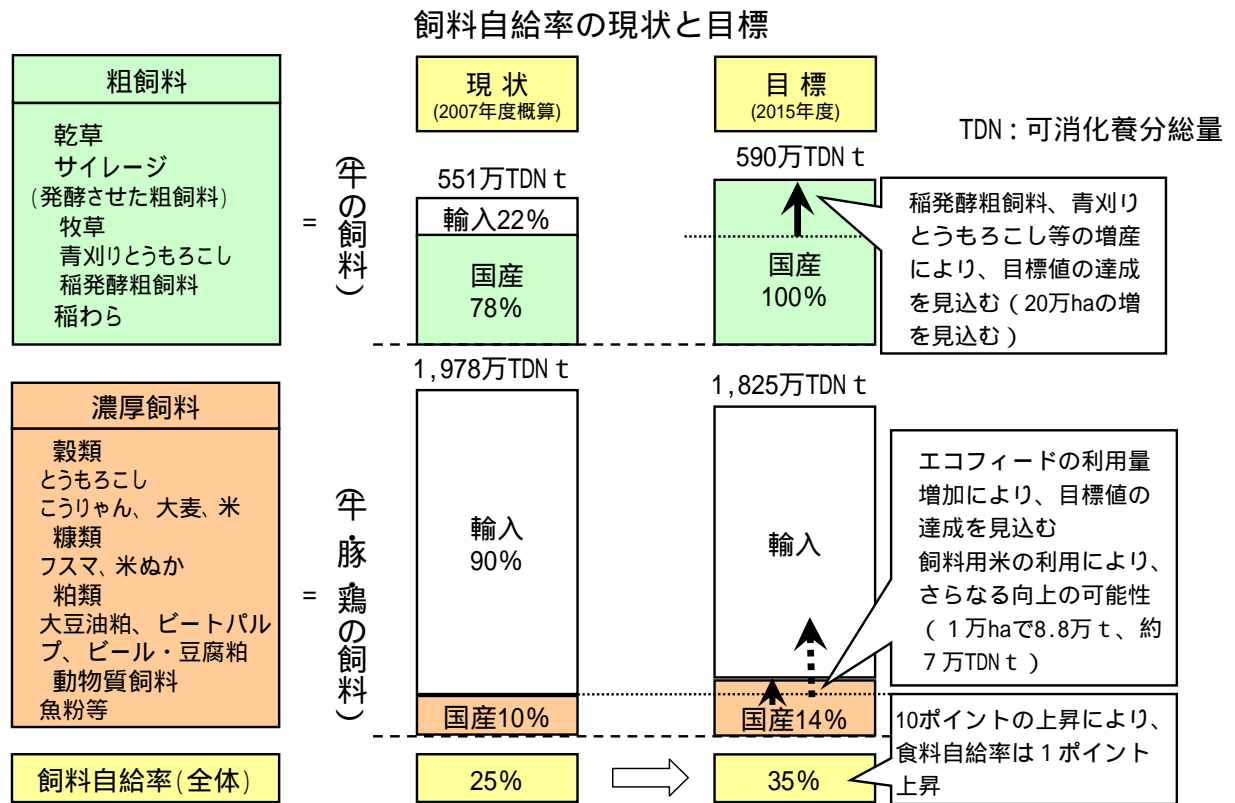 飼料自給率の現状と目標
粗飼料
乾草
サイレージ
(発酵させた粗飼料)
牧草
青刈りとうもろこし
稲発酵粗飼料
稲わら
=
(牛の飼料)
現 状
(2007年度概算)
551万TDNｔ
輸入22%
国産
78%
目 標
(2015年度)
590万TDNｔ
国産
100%
TDN：可消化養分総量
稲発酵粗飼料、青刈り
とうもろこし等の増産
により、目標値の達成
を見込む（20万haの増
を見込む）
濃厚飼料
穀類
とうもろこし
こうりゃん、大麦、米
糠類
フスマ、米ぬか
粕類
大豆油粕、ビートパル
プ、ビール・豆腐粕
動物質飼料
魚粉等
=
(牛・豚・鶏の飼料)
1,978万TDNｔ
輸入
90%
国産10%
1,825万TDNｔ
輸入
国産14%
エコフィードの利用量
増加により、目標値の
達成を見込む
飼料用米の利用により、
さらなる向上の可能性
（１万haで8.8万ｔ、約
７万TDNｔ）
飼料自給率(全体)
25%
35%
10ポイントの上昇により、
食料自給率は１ポイント
上昇